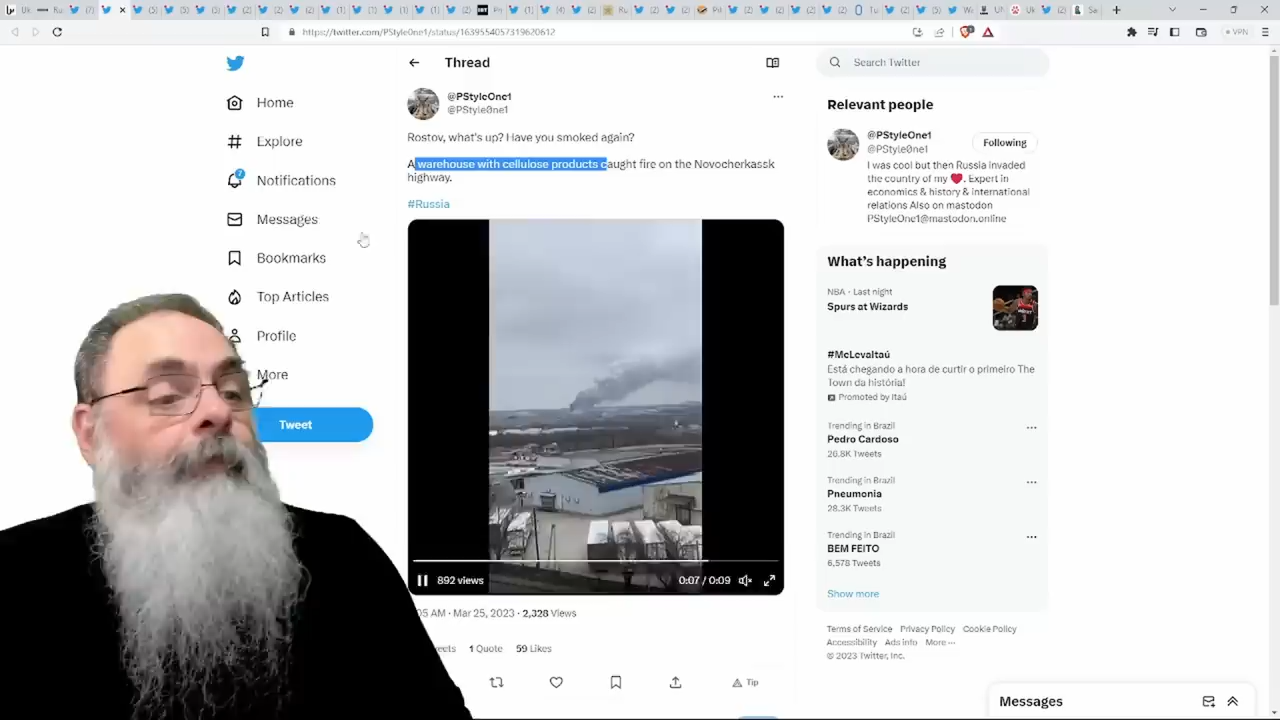 https://twitter.com/PStyle0ne1/status/1639554057319620612
VPN
Home
Explore
7
Notifications
Messages
Bookmarks
Top Articles
Profile
More
Tweet
Thread
@PStyleOne1
@PStyle0ne1
Rostov, what's up? Have you smoked again?
A warehouse with cellulose products caught fire on the Novocherkassk
highway.
#Russia
892 views
0:07 / 0:09
05 AM · Mar 25, 2023 · 2,328 Views
1 Quote
59 Likes
Tip
Search Twitter
Relevant people
@PStyleOne1
@PStyle0ne1
Following
I was cool but then Russia invaded
the country of my ❤️. Expert in
economics & history & international
relations Also on mastodon
PStyleOne1@mastodon.online
What's happening
NBA · Last night
Spurs at Wizards
#McLevaItaú
Está chegando a hora de curtir o primeiro The
Town da história!
Promoted by Itaú
Trending in Brazil
Pedro Cardoso
26.8K Tweets
Trending in Brazil
Pneumonia
28.3K Tweets
Trending in Brazil
BEM FEITO
6,578 Tweets
Show more
Terms of Service Privacy Policy Cookie Policy
Accessibility Ads info More ···
© 2023 Twitter, Inc.
Messages